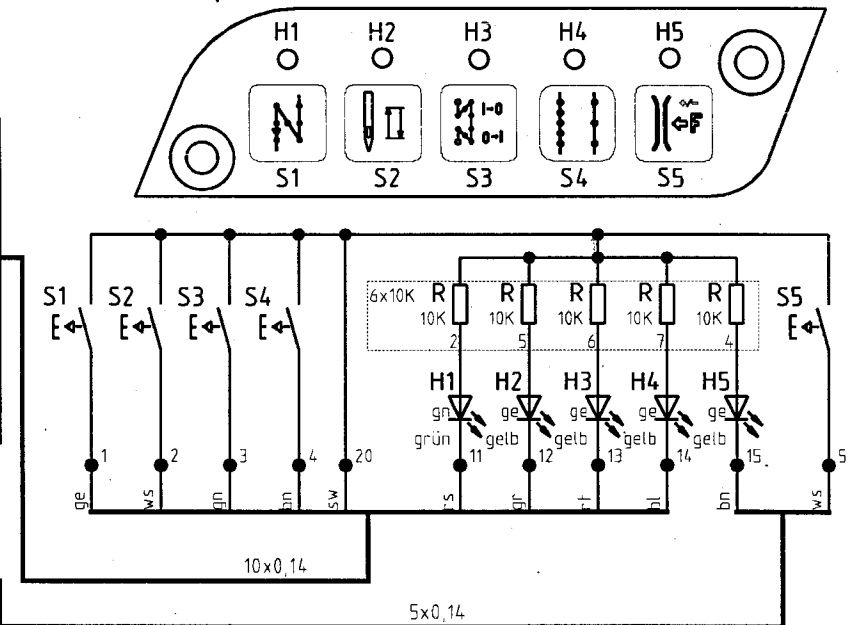 H1 H2 H3 H4 H5
1→0
0→1
+/-
F
S1 S2 S3 S4 S5
S1 S2 S3 S4 6x10K R R R R R S5
10K 10K 10K 10K 10K
2 5 6 7 4
H1 H2 H3 H4 H5
gn ge ge ge ge
grün gelb gelb gelb gelb
1 2 3 4 20 11 12 13 14 15 5
ge ws gn bn sw rs gr rt bl bn ws
10x0,14
5x0,14